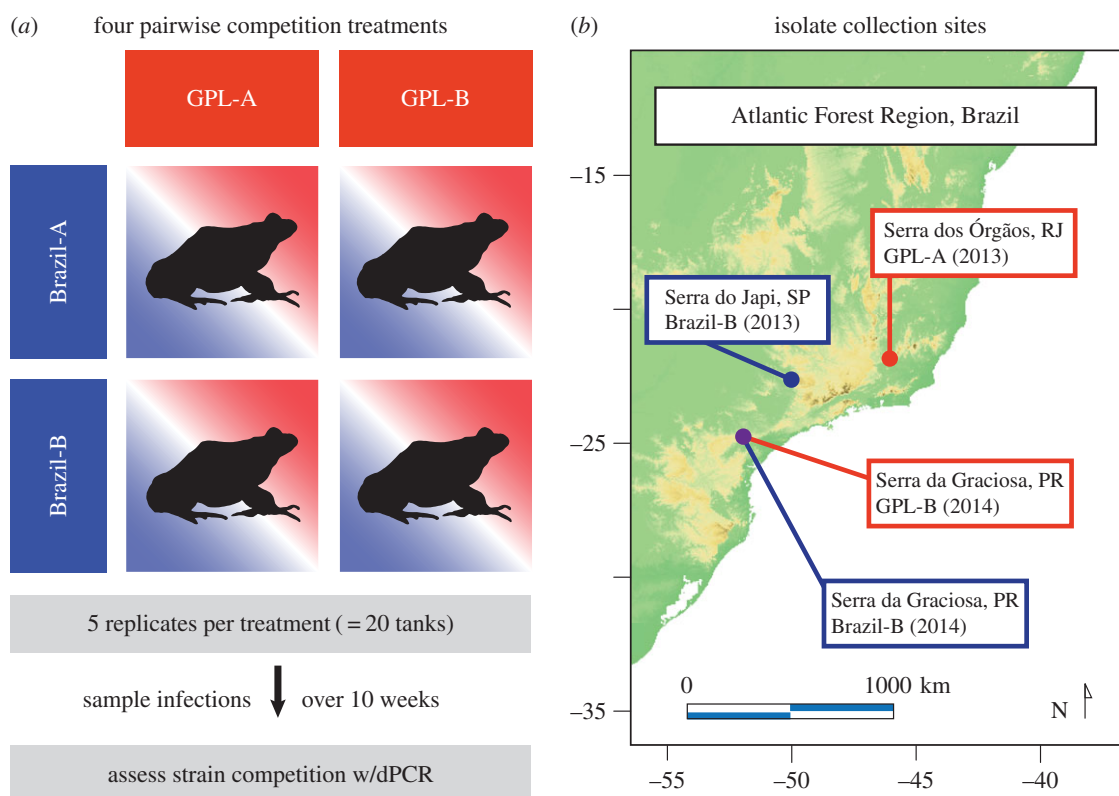 (a) four pairwise competition treatments
GPL-A
GPL-B
Brazil-A
Brazil-B
5 replicates per treatment ( = 20 tanks)
sample infections over 10 weeks
assess strain competition w/dPCR
(b) isolate collection sites
Atlantic Forest Region, Brazil
−15
Serra dos Órgãos, RJ
GPL-A (2013)
Serra do Japi, SP
Brazil-B (2013)
−25
Serra da Graciosa, PR
GPL-B (2014)
Serra da Graciosa, PR
Brazil-B (2014)
0 1000 km
N
−35
−55 −50 −45 −40